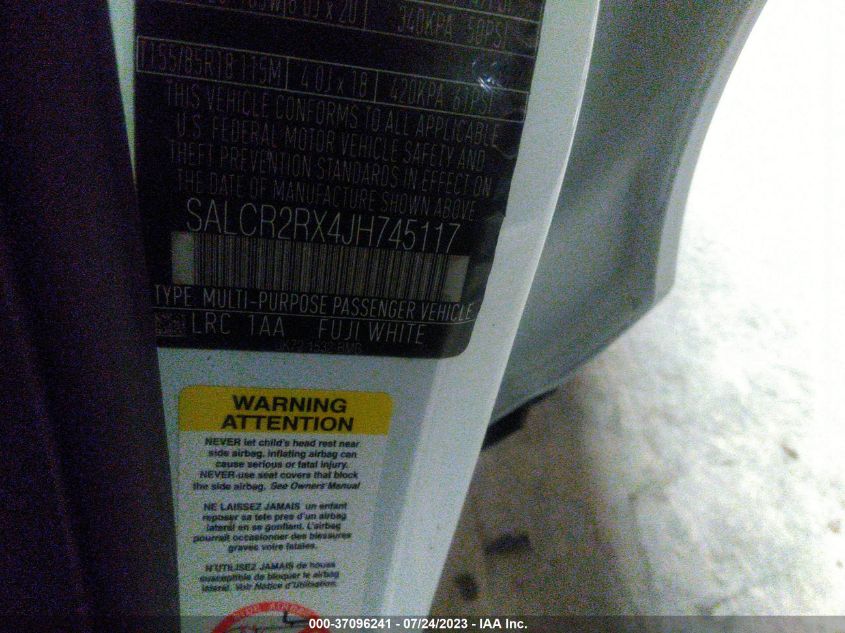 340KPA 50PSI
T155/85R18 115M 4.0J x 18 420KPA 61PSI
THIS VEHICLE CONFORMS TO ALL APPLICABLE
U.S. FEDERAL MOTOR VEHICLE SAFETY AND
THEFT PREVENTION STANDARDS IN EFFECT ON
THE DATE OF MANUFACTURE SHOWN ABOVE
SALCR2RX4JH745117
TYPE MULTI-PURPOSE PASSENGER VEHICLE
LRC 1AA FUJI WHITE
WARNING
ATTENTION
NEVER let child's head rest near
side airbag, inflating airbag can
cause serious or fatal injury.
NEVER use seat covers that block
the side airbag. See Owners Manual
NE LAISSEZ JAMAIS un enfant
reposer sa tete pres d'un airbag
lateral en se gonflant. L'airbag
pourrait occasionner des blessures
graves voire fatales.
N'UTILISEZ JAMAIS de house
susceptible de bloquer le airbag
lateral. Voir Notice d'Utilisation.
SIDE AIRBAG
000-37096241 - 07/24/2023 - IAA Inc.